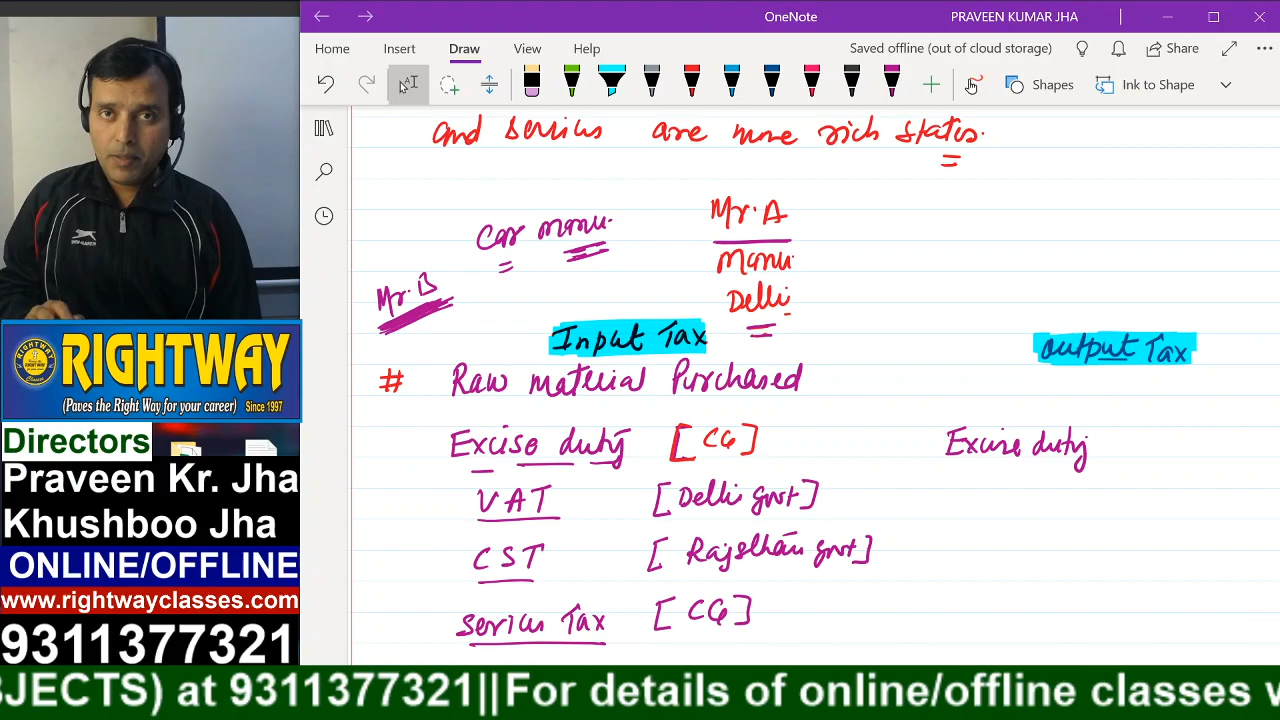 OneNote
PRAVEEN KUMAR JHA
Home Insert Draw View Help
Saved offline (out of cloud storage)
Share
Shapes
Ink to Shape
and Services are more rich states.
Mr. A
Car manu.
Manu.
Mr. B
Delhi
Input Tax
Output Tax
# Raw material Purchased
Excise duty [CG]
Excise duty
VAT [Delhi govt]
CST [Rajsthan govt]
Service Tax [CG]
RIGHTWAY
(Paves the Right Way for your career) Since 1997
Directors
Praveen Kr. Jha
Khushboo Jha
ONLINE/OFFLINE
www.rightwayclasses.com
9311377321
BJECTS) at 9311377321||For details of online/offline classes v